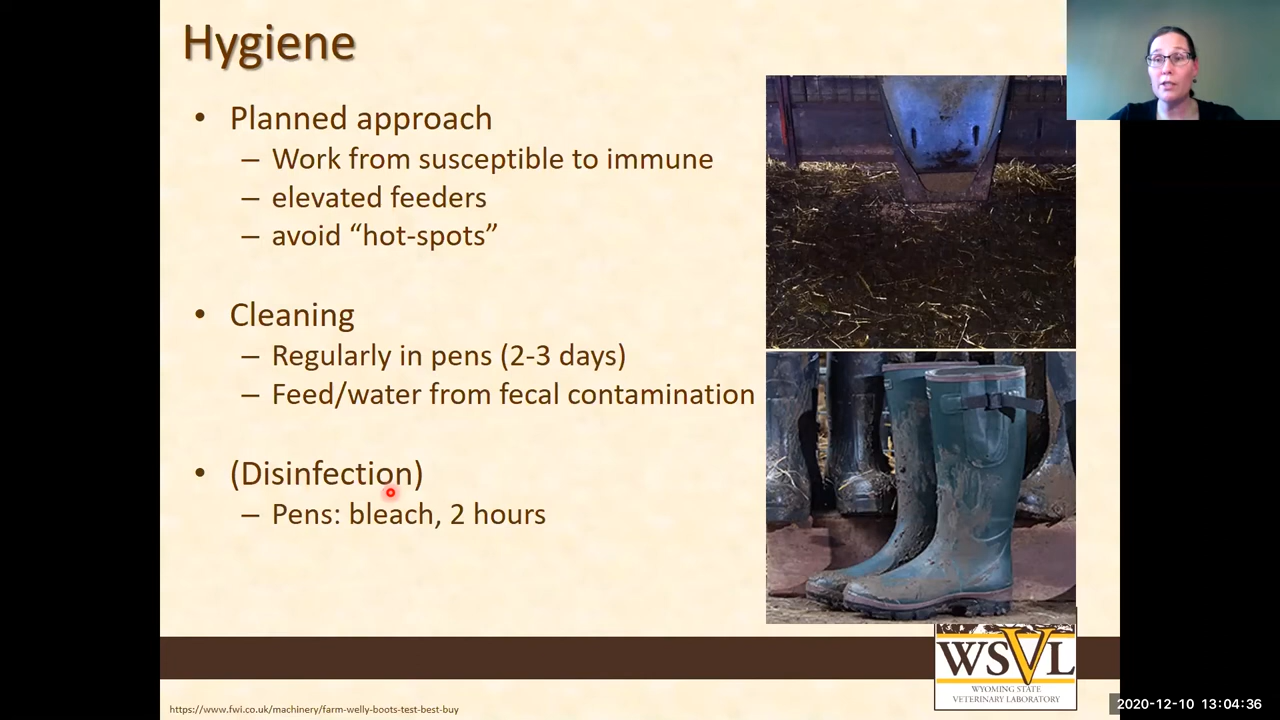 Hygiene
• Planned approach
– Work from susceptible to immune
– elevated feeders
– avoid “hot-spots”
• Cleaning
– Regularly in pens (2-3 days)
– Feed/water from fecal contamination
• (Disinfection)
– Pens: bleach, 2 hours
WSVL
WYOMING STATE
VETERINARY LABORATORY
https://www.fwi.co.uk/machinery/farm-welly-boots-test-best-buy
2020-12-10 13:04:36